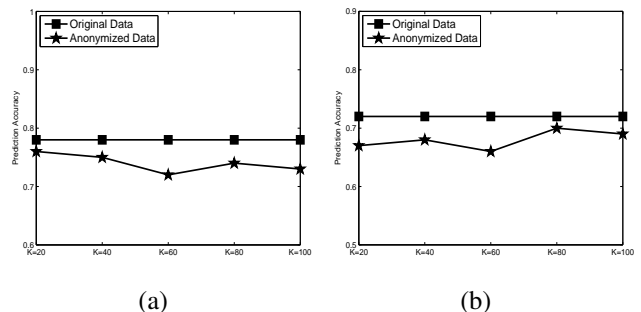 1
0.9
0.8
0.7
0.6
Prediction Accuracy
Original Data
Anonymized Data
K=20
K=40
K=60
K=80
K=100
(a)
0.9
0.8
0.7
0.6
0.5
Prediction Accuracy
Original Data
Anonymized Data
K=20
K=40
K=60
K=80
K=100
(b)